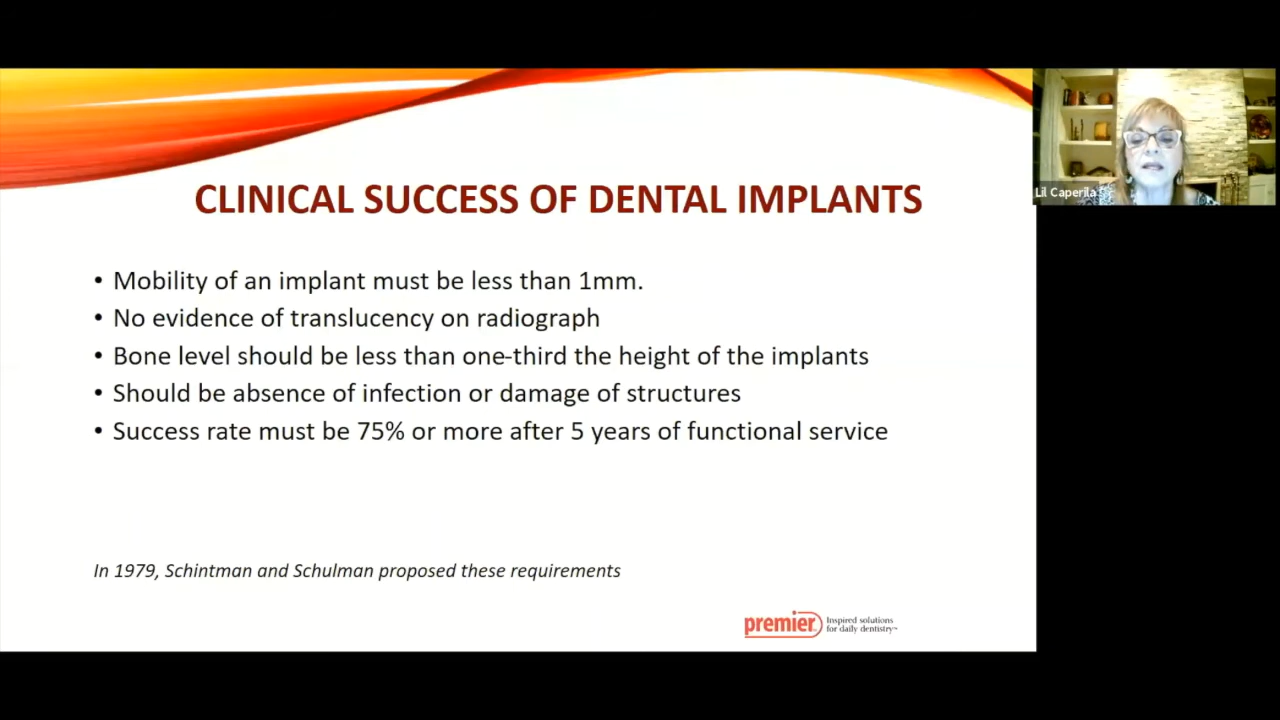 CLINICAL SUCCESS OF DENTAL IMPLANTS
• Mobility of an implant must be less than 1mm.
• No evidence of translucency on radiograph
• Bone level should be less than one-third the height of the implants
• Should be absence of infection or damage of structures
• Success rate must be 75% or more after 5 years of functional service
In 1979, Schintman and Schulman proposed these requirements
premier
Inspired solutions
for daily dentistry™
Lil Caperila